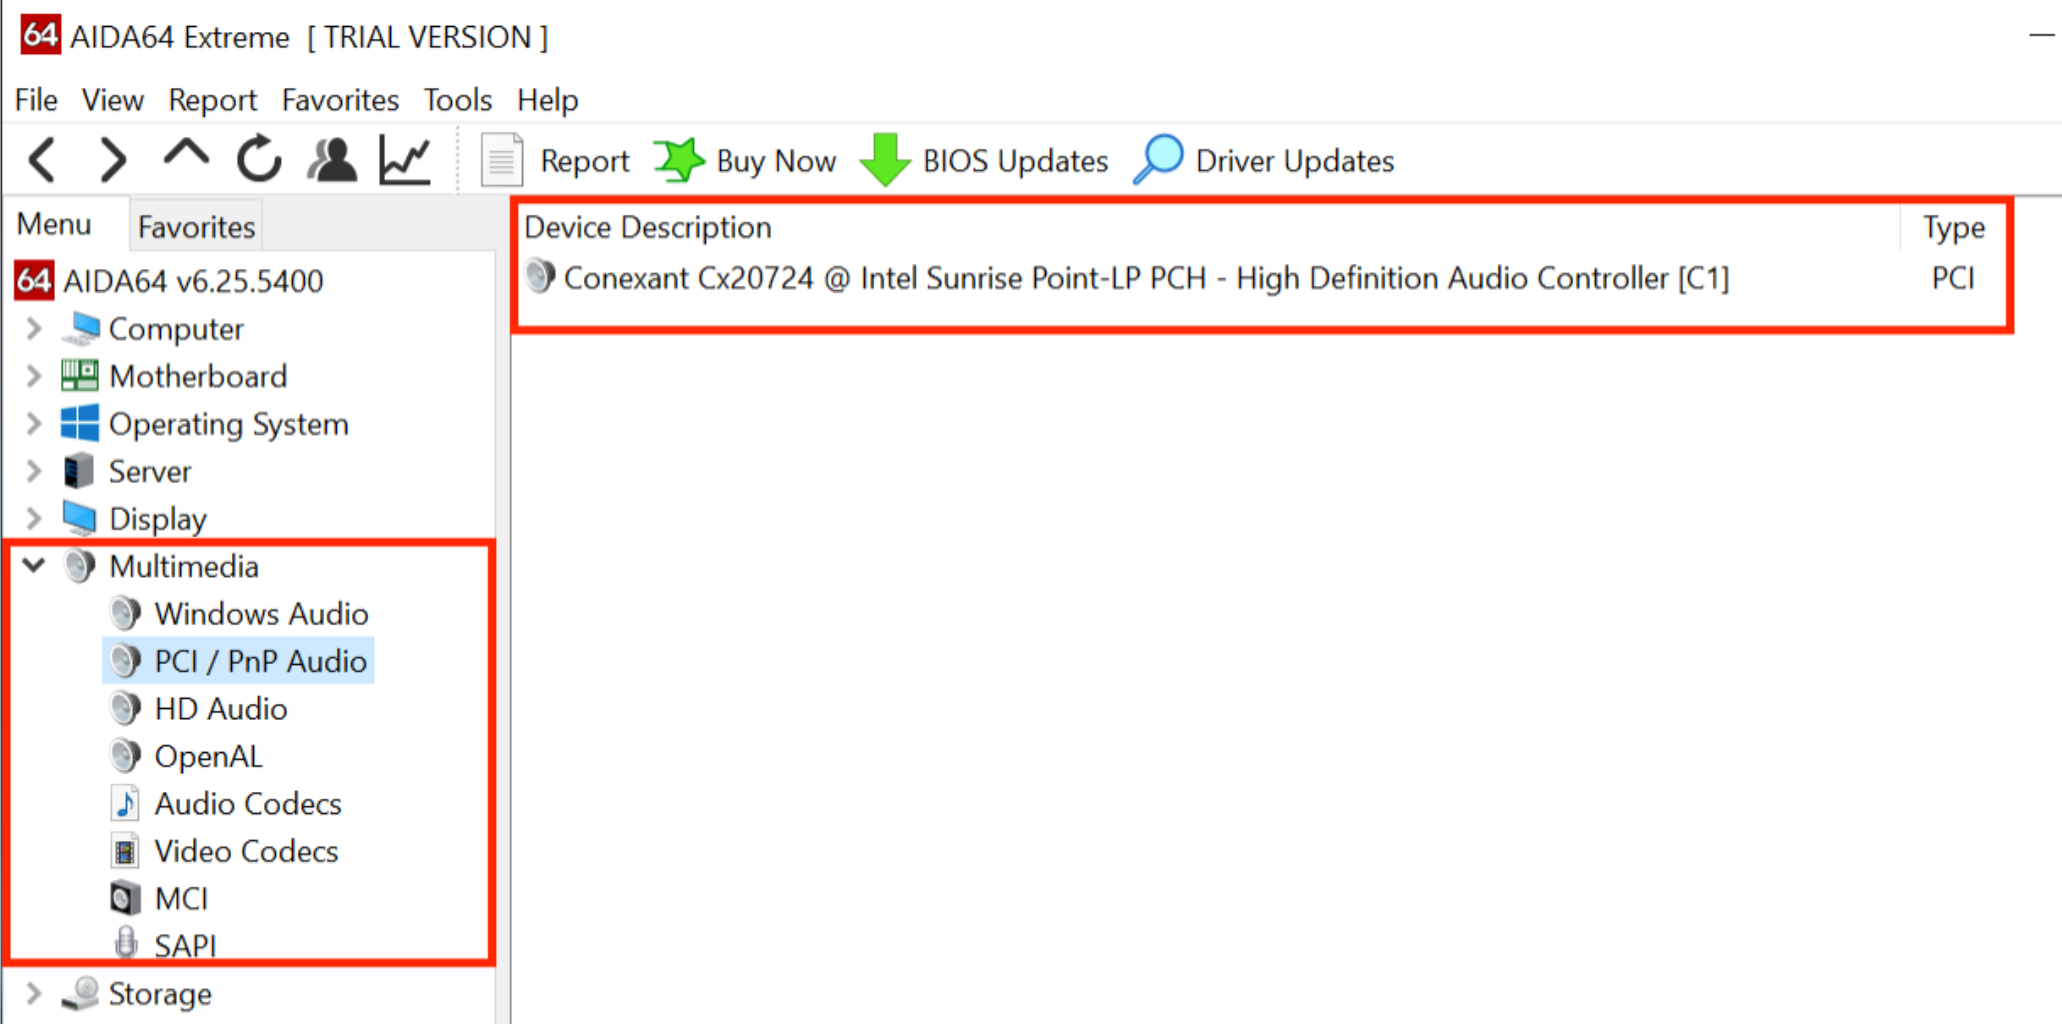 64 AIDA64 Extreme [ TRIAL VERSION ]
File View Report Favorites Tools Help
Report Buy Now BIOS Updates Driver Updates
Menu Favorites
64 AIDA64 v6.25.5400
Computer
Motherboard
Operating System
Server
Display
Multimedia
Windows Audio
PCI / PnP Audio
HD Audio
OpenAL
Audio Codecs
Video Codecs
MCI
SAPI
Storage
Device Description Type
Conexant Cx20724 @ Intel Sunrise Point-LP PCH - High Definition Audio Controller [C1] PCI